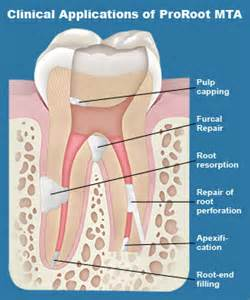 Clinical Applications of ProRoot MTA
Pulp
capping
Furcal
Repair
Root
resorption
Repair of
root
perforation
Apexifi-
cation
Root-end
filling